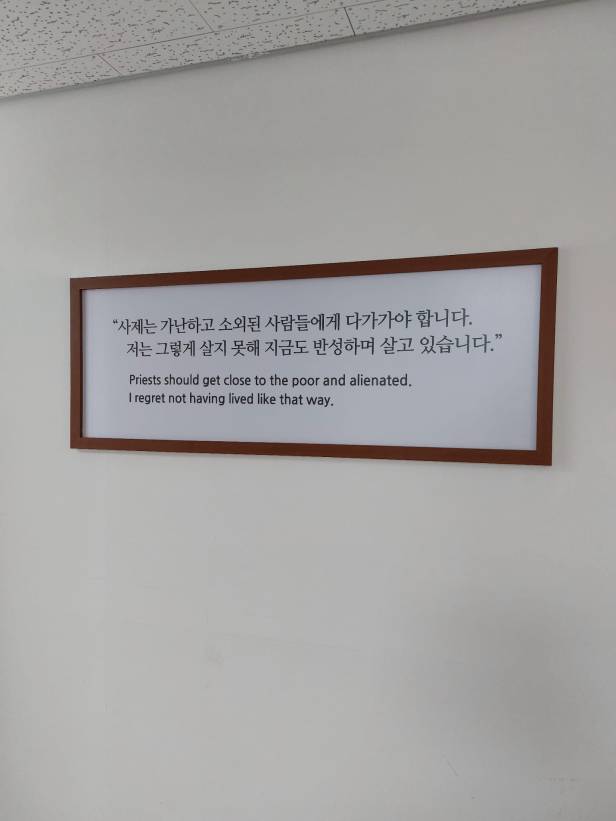 “사제는 가난하고 소외된 사람들에게 다가가야 합니다.
저는 그렇게 살지 못해 지금도 반성하며 살고 있습니다.”
Priests should get close to the poor and alienated.
I regret not having lived like that way.